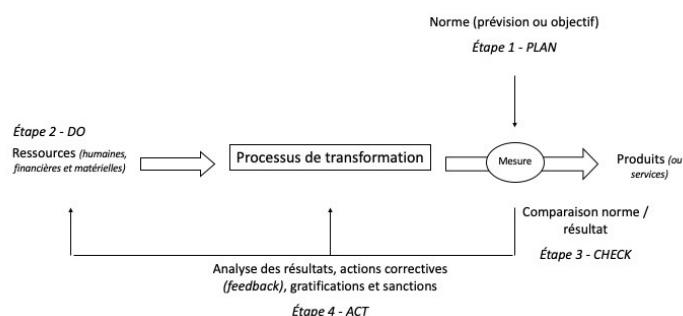 Norme (prévision ou objectif)
Étape 1 - PLAN
Étape 2 - DO
Ressources (humaines,
financières et matérielles)
Processus de transformation
Mesure
Produits (ou
services)
Comparaison norme /
résultat
Étape 3 - CHECK
Analyse des résultats, actions correctives
(feedback), gratifications et sanctions
Étape 4 - ACT